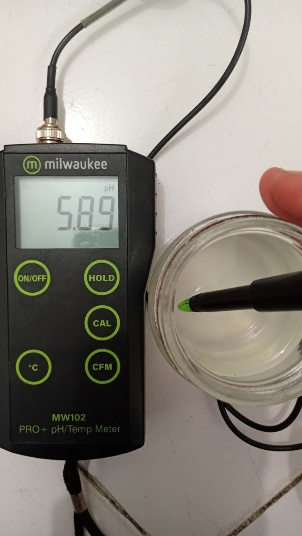 milwaukee
pH
5.89
ON/OFF
HOLD
CAL
°C
CFM
MW102
PRO+ pH/Temp Meter